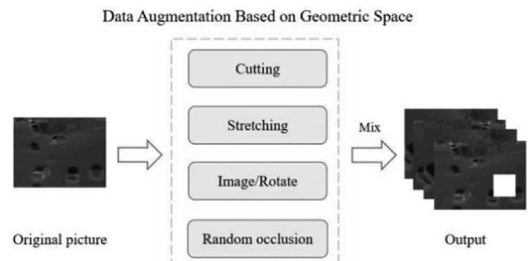 Data Augmentation Based on Geometric Space
Cutting
Stretching
Mix
Image/Rotate
Original picture
Random occlusion
Output